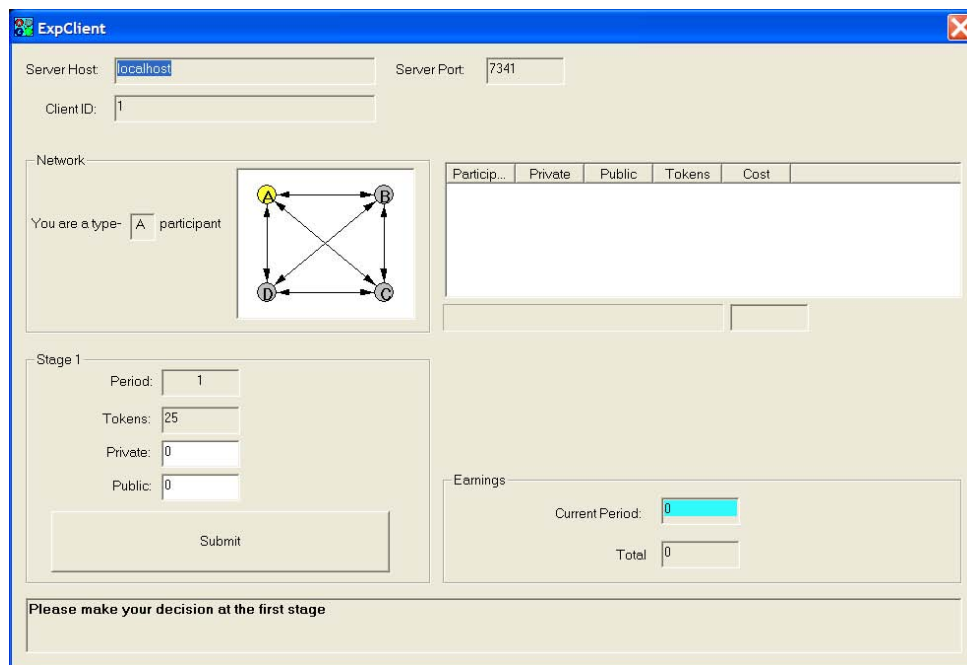 ExpClient
Server Host: localhost Server Port: 7341
Client ID: 1
Network
You are a type- A participant
A B
D C
Particip... Private Public Tokens Cost
Stage 1
Period: 1
Tokens: 25
Private: 0
Public: 0
Submit
Earnings
Current Period: 0
Total 0
Please make your decision at the first stage